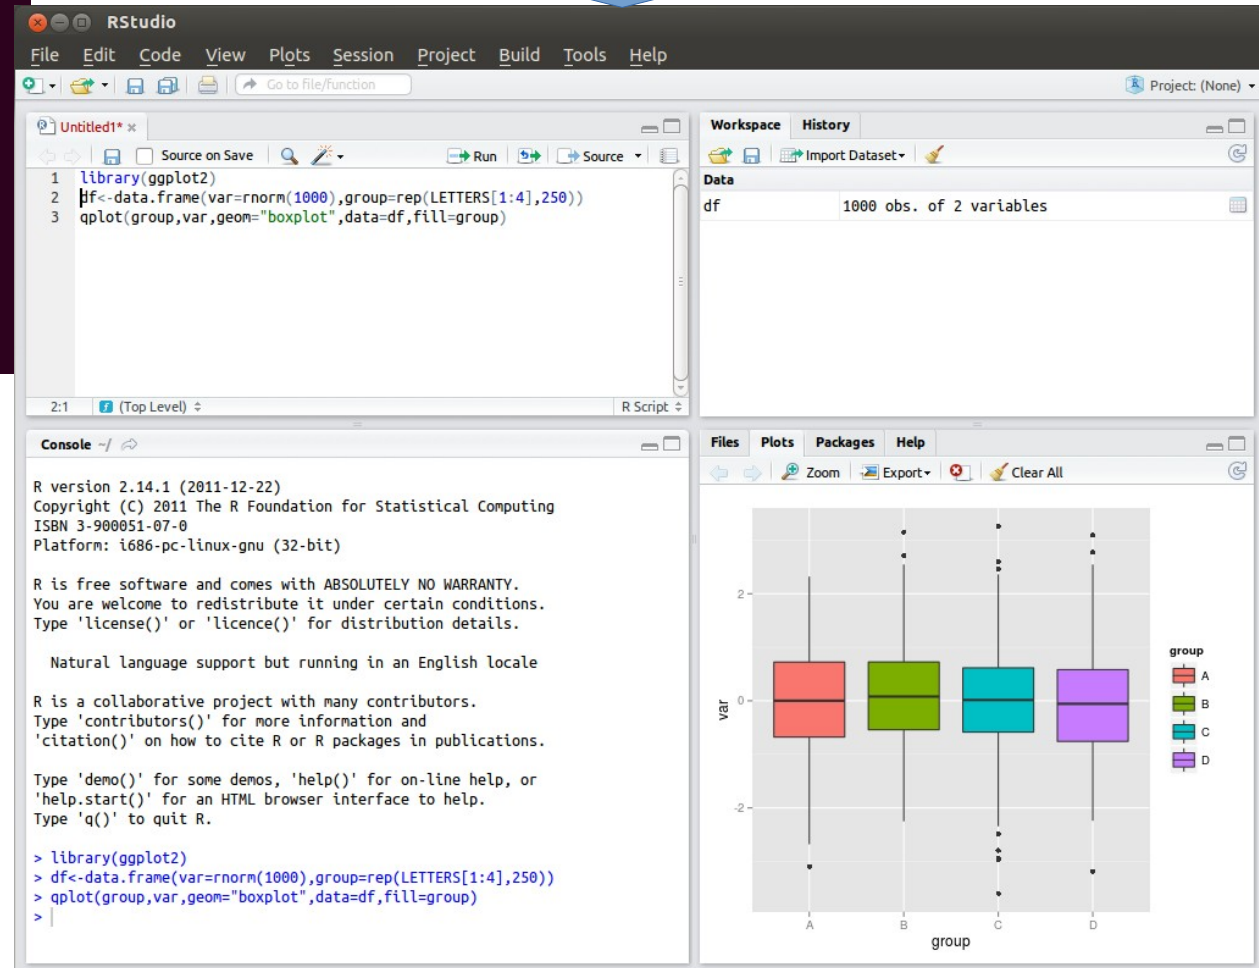 RStudio
File Edit Code View Plots Session Project Build Tools Help
Go to file/function
Project: (None)
Untitled1*
Source on Save
Run
Source
1 library(ggplot2)
2 df<-data.frame(var=rnorm(1000),group=rep(LETTERS[1:4],250))
3 qplot(group,var,geom="boxplot",data=df,fill=group)
2:1 (Top Level) R Script
Workspace History
Import Dataset
Data
df 1000 obs. of 2 variables
Console ~/
R version 2.14.1 (2011-12-22)
Copyright (C) 2011 The R Foundation for Statistical Computing
ISBN 3-900051-07-0
Platform: i686-pc-linux-gnu (32-bit)
R is free software and comes with ABSOLUTELY NO WARRANTY.
You are welcome to redistribute it under certain conditions.
Type 'license()' or 'licence()' for distribution details.
Natural language support but running in an English locale
R is a collaborative project with many contributors.
Type 'contributors()' for more information and
'citation()' on how to cite R or R packages in publications.
Type 'demo()' for some demos, 'help()' for on-line help, or
'help.start()' for an HTML browser interface to help.
Type 'q()' to quit R.
> library(ggplot2)
> df<-data.frame(var=rnorm(1000),group=rep(LETTERS[1:4],250))
> qplot(group,var,geom="boxplot",data=df,fill=group)
>
Files Plots Packages Help
Zoom Export Clear All
2
0
-2
var
A B C D
group
group
A
B
C
D